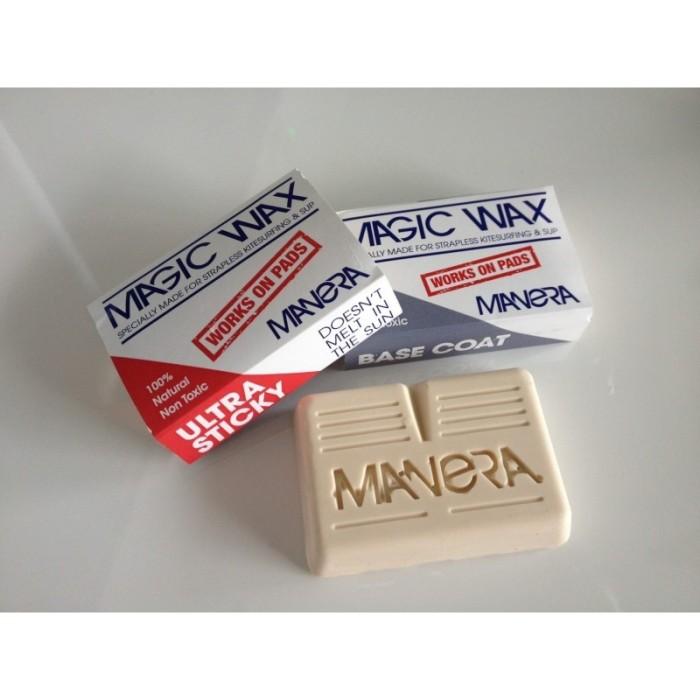 MAGIC WAX
SPECIALLY MADE FOR STRAPLESS KITESURFING & SUP
WORKS ON PADS
MANERA
100%
Natural
Non Toxic
ULTRA
STICKY
DOESN'T
MELT IN
THE SUN
MAGIC WAX
ALLY MADE FOR STRAPLESS KITESURFING & SUP
WORKS ON PADS
MANERA
oxic
BASE COAT
MANERA